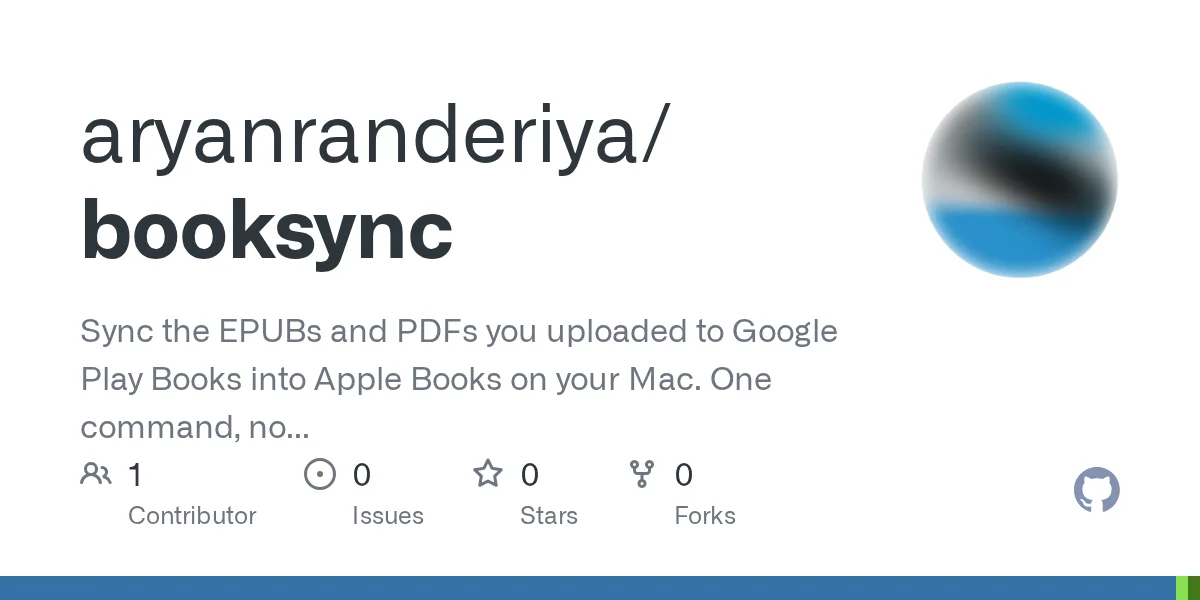 aryanranderiya/
booksync
Sync the EPUBs and PDFs you uploaded to Google
Play Books into Apple Books on your Mac. One
command, no...
1
Contributor
0
Issues
0
Stars
0
Forks